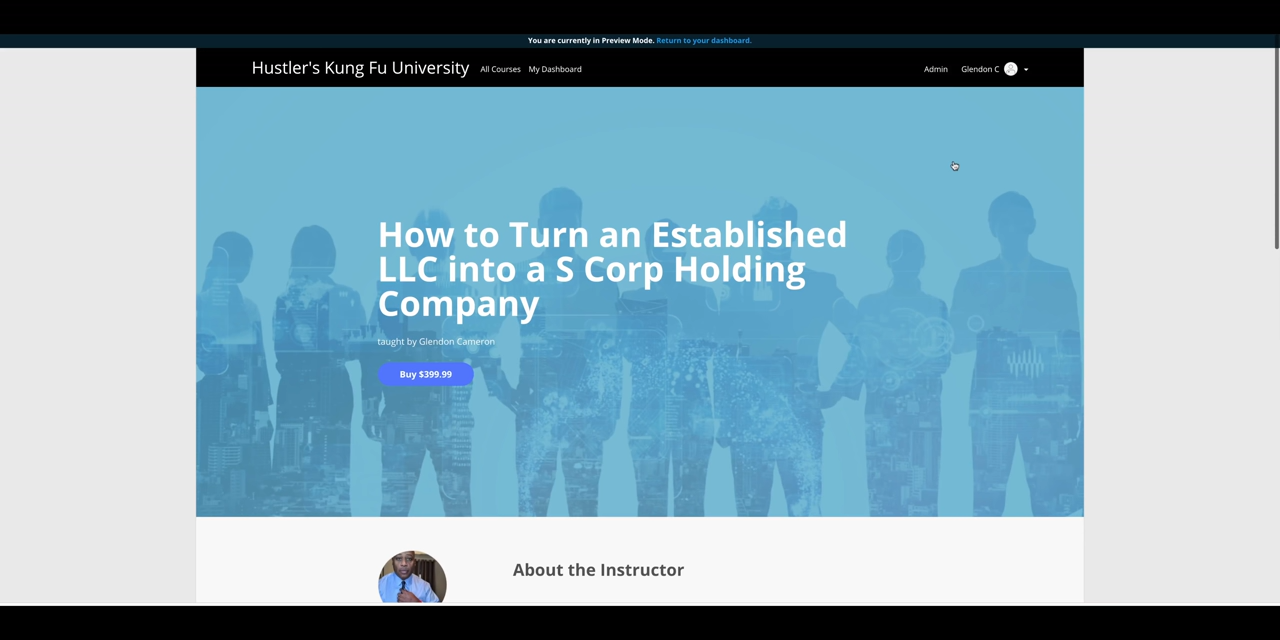 You are currently in Preview Mode. Return to your dashboard.
Hustler's Kung Fu University All Courses My Dashboard Admin Glendon C
How to Turn an Established
LLC into a S Corp Holding
Company
taught by Glendon Cameron
Buy $399.99
About the Instructor